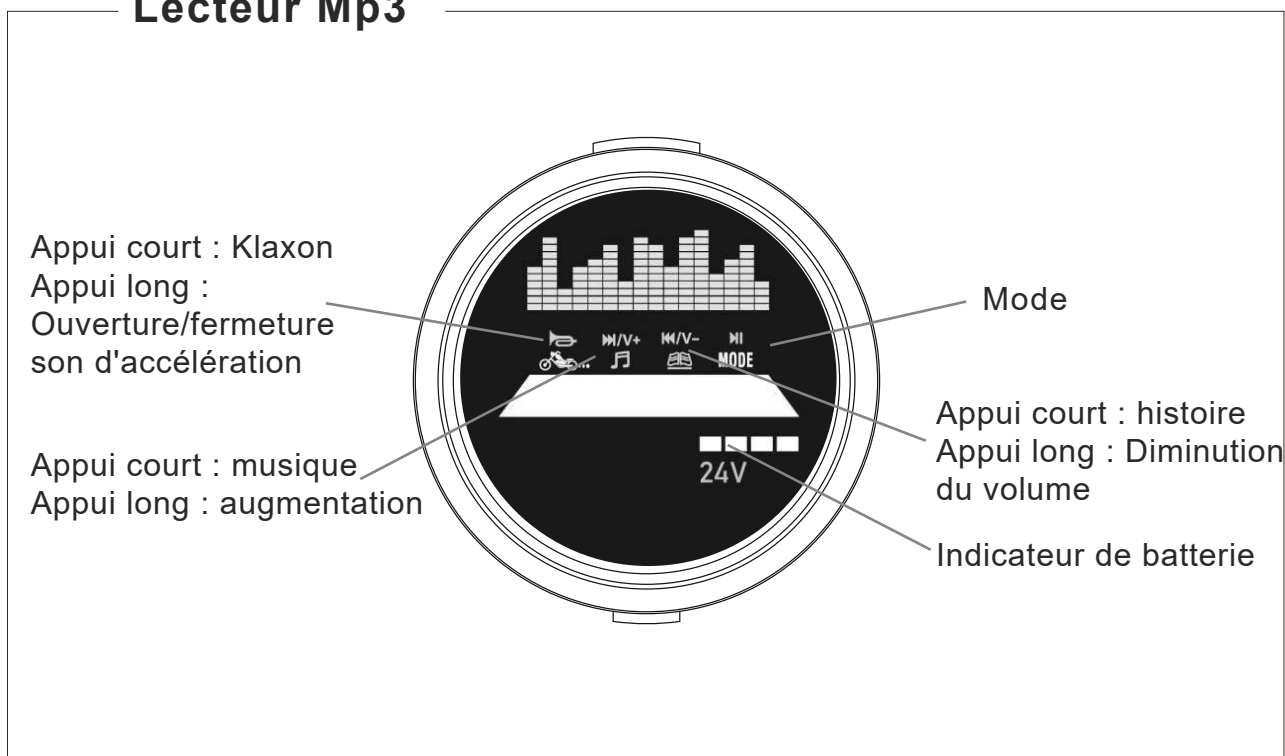 Lecteur Mp3
Appui court : Klaxon
Appui long :
Ouverture/fermeture
son d'accélération
Appui court : musique
Appui long : augmentation
/V+
/V–
MODE
24V
Mode
Appui court : histoire
Appui long : Diminution
du volume
Indicateur de batterie